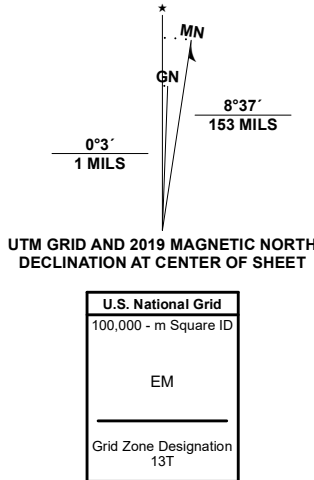 ★
MN
GN
8°37´
153 MILS
0°3´
1 MILS
UTM GRID AND 2019 MAGNETIC NORTH
DECLINATION AT CENTER OF SHEET
U.S. National Grid
100,000 - m Square ID
EM
Grid Zone Designation
13T